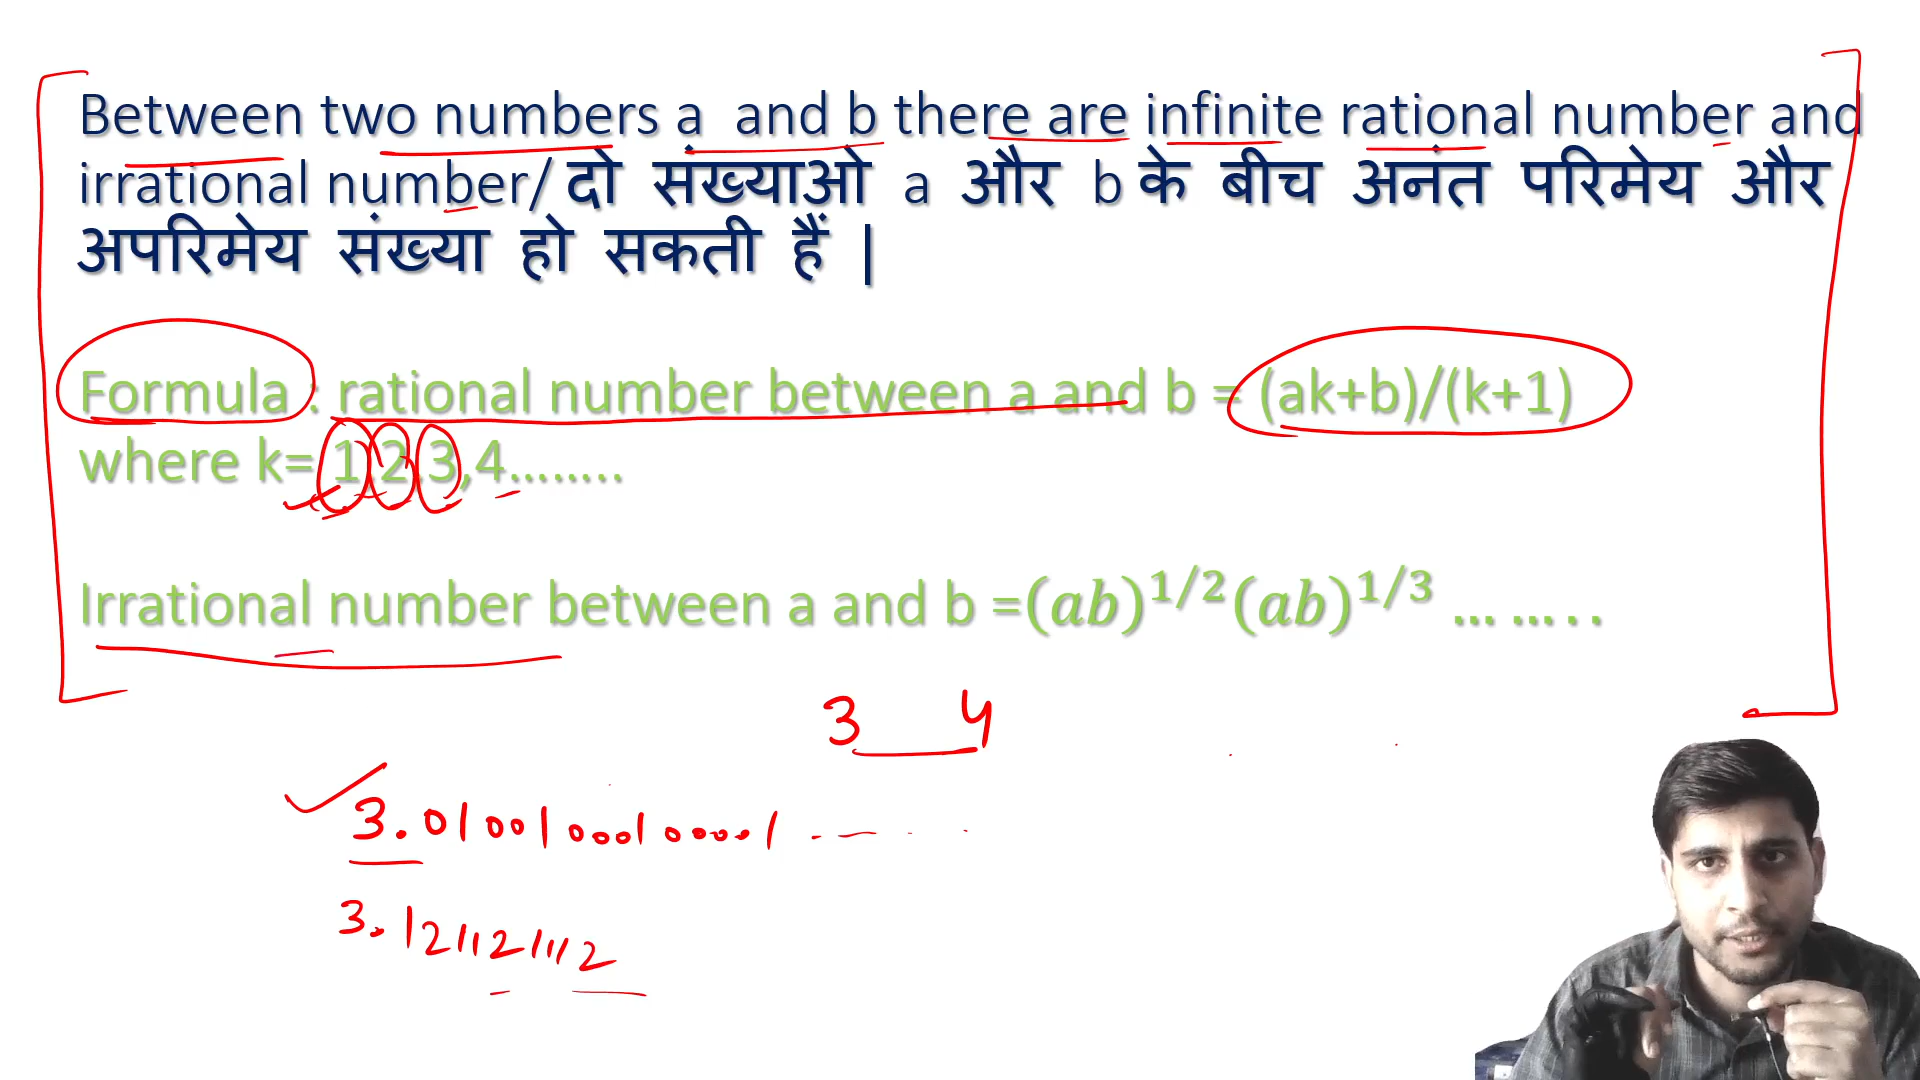 Between two numbers a and b there are infinite rational number and
irrational number/ दो संख्याओ a और b के बीच अनंत परिमेय और
अपरिमेय संख्या हो सकती हैं |
Formula : rational number between a and b = (ak+b)/(k+1)
where k= 1,2,3,4........
Irrational number between a and b =(ab)^1/2(ab)^1/3 ........
3 4
3.01001000100001 ......
3.12111211112